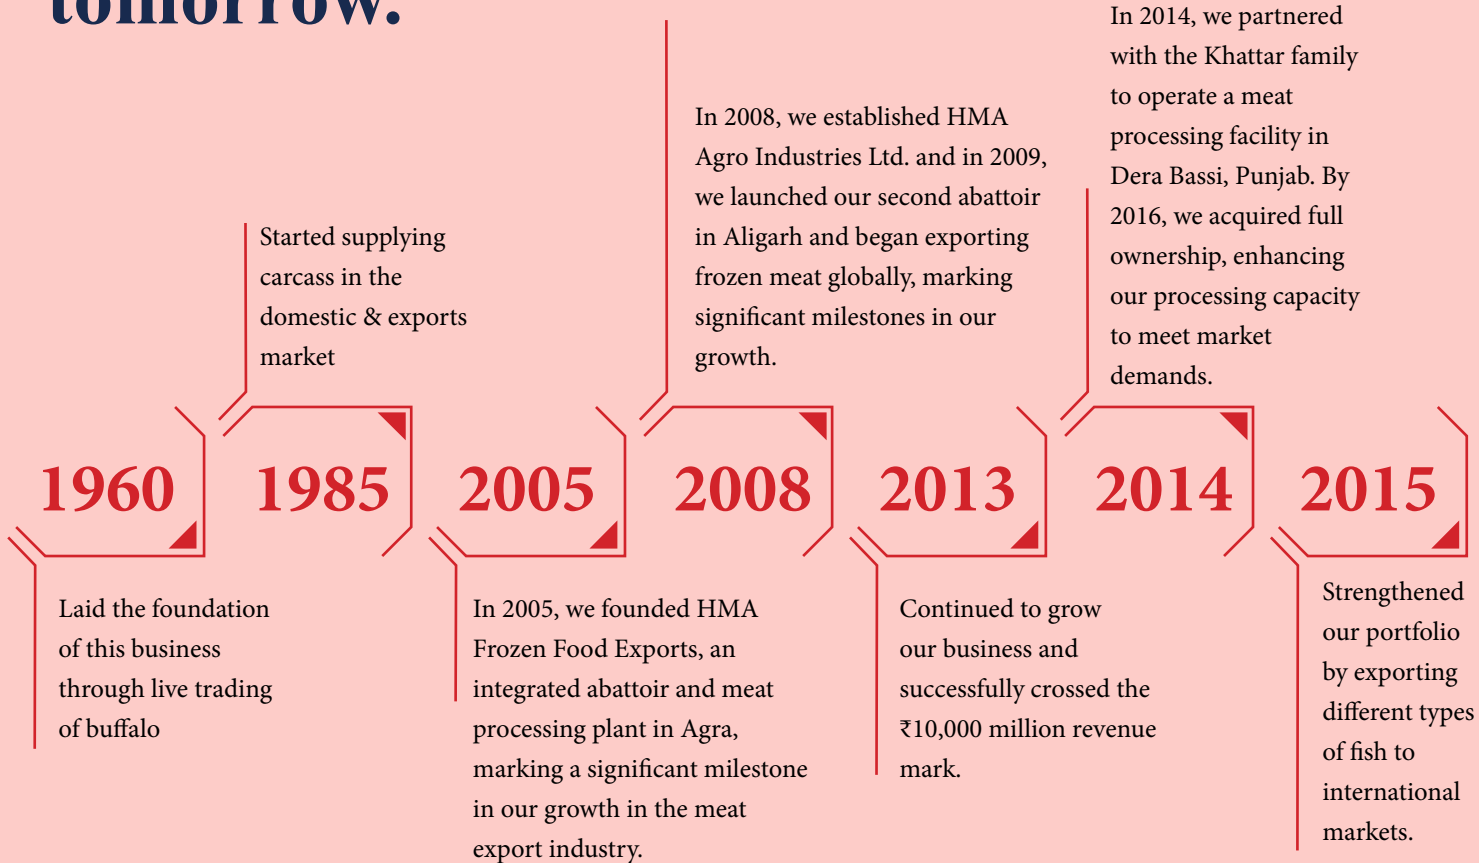 tomorrow.
1960
Laid the foundation
of this business
through live trading
of buffalo
Started supplying
carcass in the
domestic & exports
market
1985
2005
In 2005, we founded HMA
Frozen Food Exports, an
integrated abattoir and meat
processing plant in Agra,
marking a significant milestone
in our growth in the meat
export industry.
In 2008, we established HMA
Agro Industries Ltd. and in 2009,
we launched our second abattoir
in Aligarh and began exporting
frozen meat globally, marking
significant milestones in our
growth.
2008
2013
Continued to grow
our business and
successfully crossed the
₹10,000 million revenue
mark.
In 2014, we partnered
with the Khattar family
to operate a meat
processing facility in
Dera Bassi, Punjab. By
2016, we acquired full
ownership, enhancing
our processing capacity
to meet market
demands.
2014
2015
Strengthened
our portfolio
by exporting
different types
of fish to
international
markets.